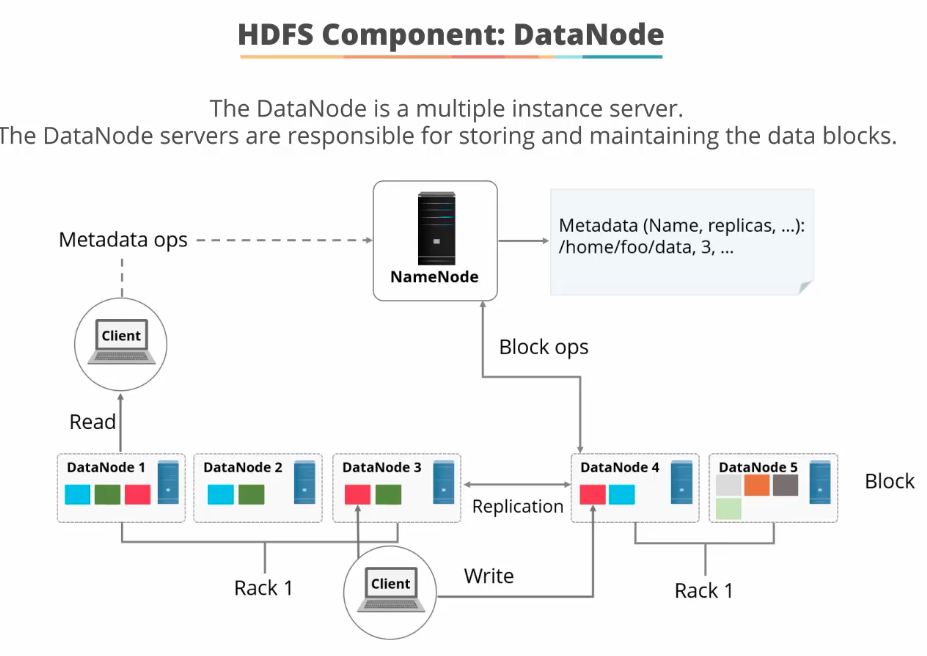 HDFS Component: DataNode
The DataNode is a multiple instance server.
The DataNode servers are responsible for storing and maintaining the data blocks.
Metadata ops
NameNode
Metadata (Name, replicas, ...):
/home/foo/data, 3, ...
Client
Block ops
Read
DataNode 1
DataNode 2
DataNode 3
DataNode 4
DataNode 5
Block
Replication
Rack 1
Client
Write
Rack 1